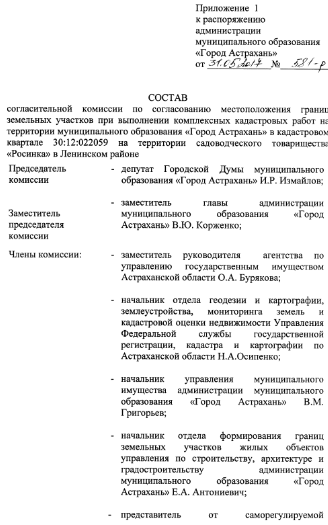 Приложение 1
к распоряжению
администрации
муниципального образования
«Город Астрахань»
от 31.05.2017 № 581-р
СОСТАВ
согласительной комиссии по согласованию местоположения границ
земельных участков при выполнении комплексных кадастровых работ на
территории муниципального образования «Город Астрахань» в кадастровом
квартале 30:12:022059 на территории садоводческого товарищества
«Росинка» в Ленинском районе
Председатель
комиссии
- депутат Городской Думы муниципального
образования «Город Астрахань» И.Р. Измайлов;
Заместитель
председателя
комиссии
- заместитель главы администрации
муниципального образования «Город
Астрахань» В.Ю. Корженко;
Члены комиссии:
- заместитель руководителя агентства по
управлению государственным имуществом
Астраханской области О.А. Бурякова;
- начальник отдела геодезии и картографии,
землеустройства, мониторинга земель и
кадастровой оценки недвижимости Управления
Федеральной службы государственной
регистрации, кадастра и картографии по
Астраханской области Н.А.Осипенко;
- начальник управления муниципального
имущества администрации муниципального
образования «Город Астрахань» В.М.
Григорьев;
- начальник отдела формирования границ
земельных участков жилых объектов
управления по строительству, архитектуре и
градостроительству администрации
муниципального образования «Город
Астрахань» Е.А. Антониевич;
- представитель от саморегулируемой